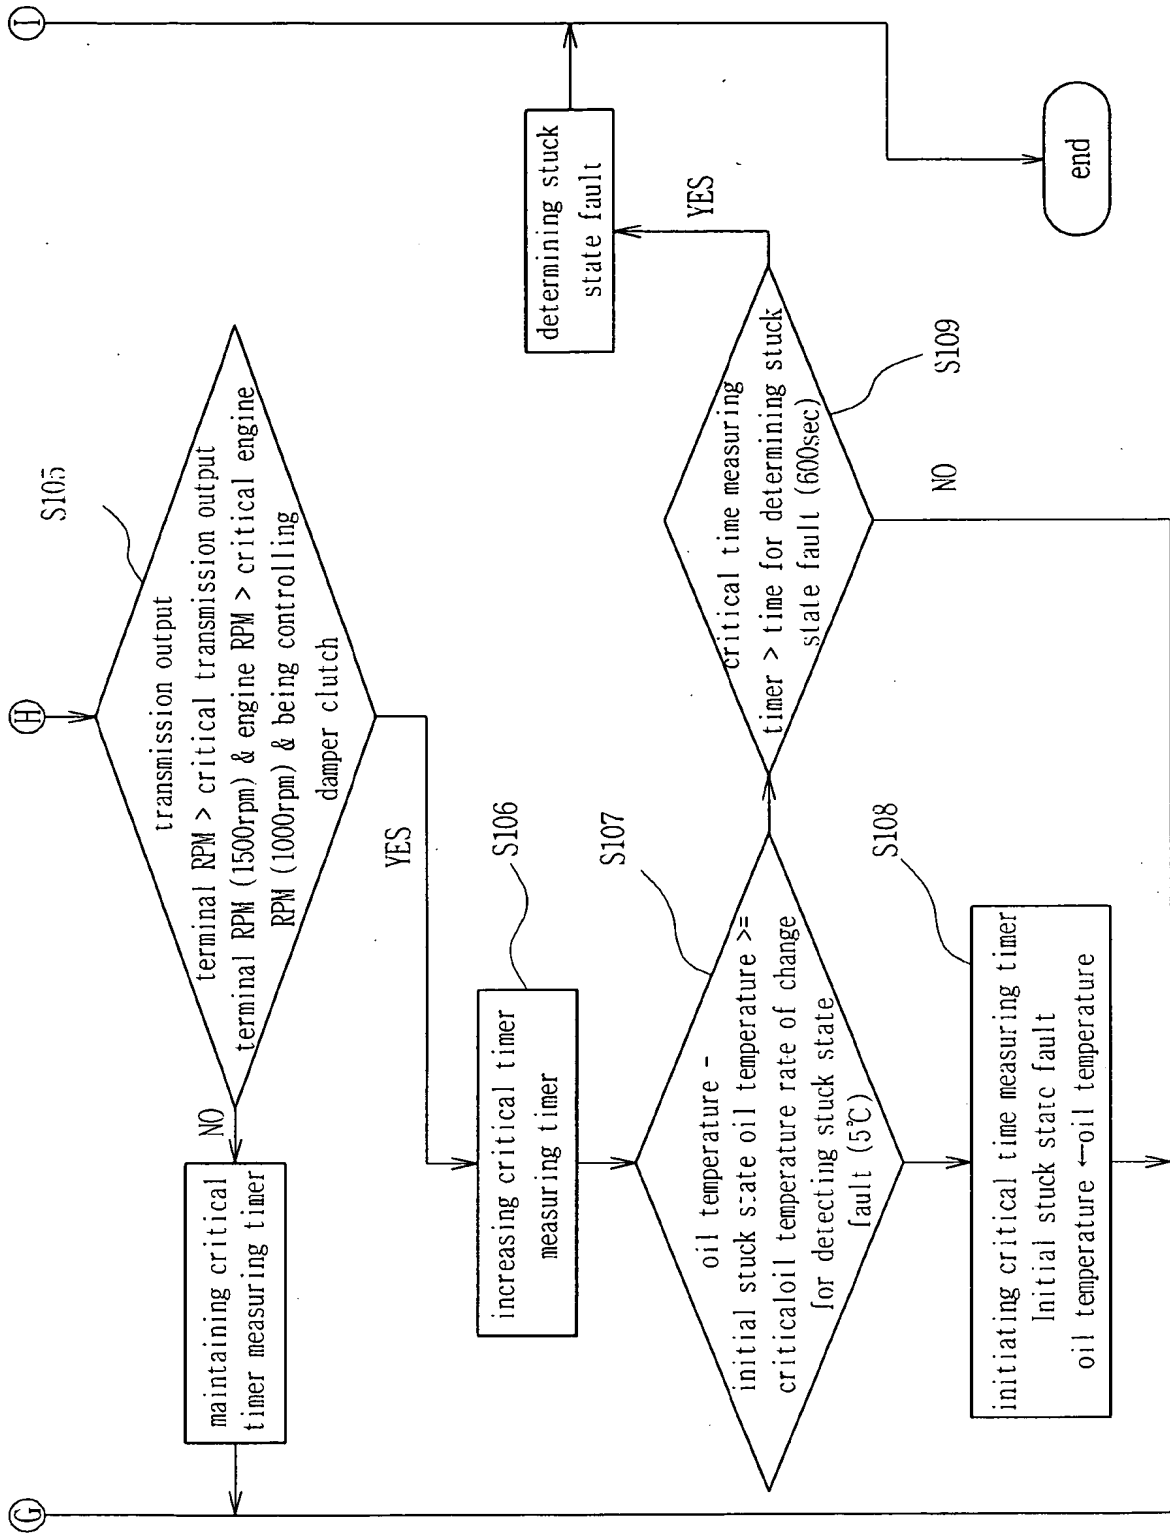 G
H
I
maintaining critical
timer measuring timer
NO
S105
transmission output
terminal RPM > critical transmission output
terminal RPM (1500rpm) & engine RPM > critical engine
RPM (1000rpm) & being controlling
damper clutch
YES
increasing critical timer
measuring timer
S106
oil temperature -
initial stuck state oil temperature >=
criticaloil temperature rate of change
for detecting stuck state
fault (5℃)
S107
initiating critical time measuring timer
Initial stuck state fault
oil temperature ←oil temperature
S108
critical time measuring
timer > time for determining stuck
state fault (600sec)
S109
NO
YES
determining stuck
state fault
end